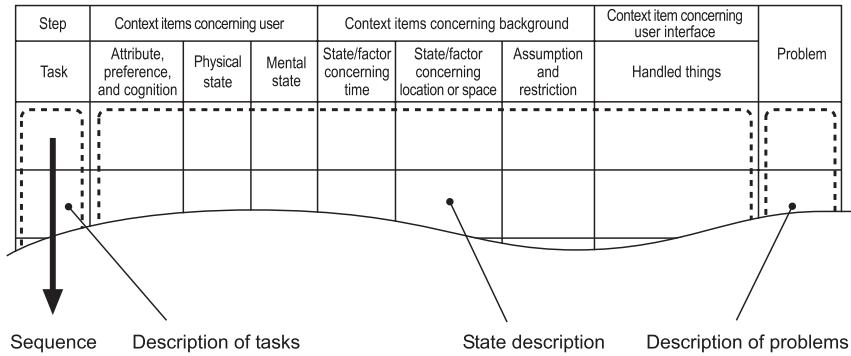 Step
Context items concerning user
Context items concerning background
Context item concerning
user interface
Problem
Task
Attribute,
preference,
and cognition
Physical
state
Mental
state
State/factor
concerning
time
State/factor
concerning
location or space
Assumption
and
restriction
Handled things
Sequence
Description of tasks
State description
Description of problems